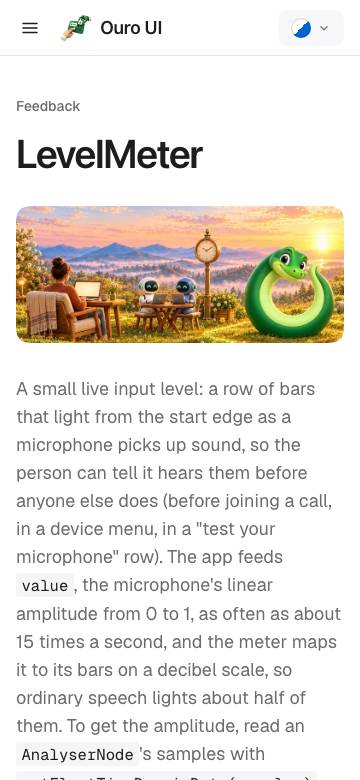 Ouro UI
Feedback
LevelMeter
A small live input level: a row of bars
that light from the start edge as a
microphone picks up sound, so the
person can tell it hears them before
anyone else does (before joining a call,
in a device menu, in a "test your
microphone" row). The app feeds
value, the microphone's linear
amplitude from 0 to 1, as often as about
15 times a second, and the meter maps
it to its bars on a decibel scale, so
ordinary speech lights about half of
them. To get the amplitude, read an
AnalyserNode's samples with